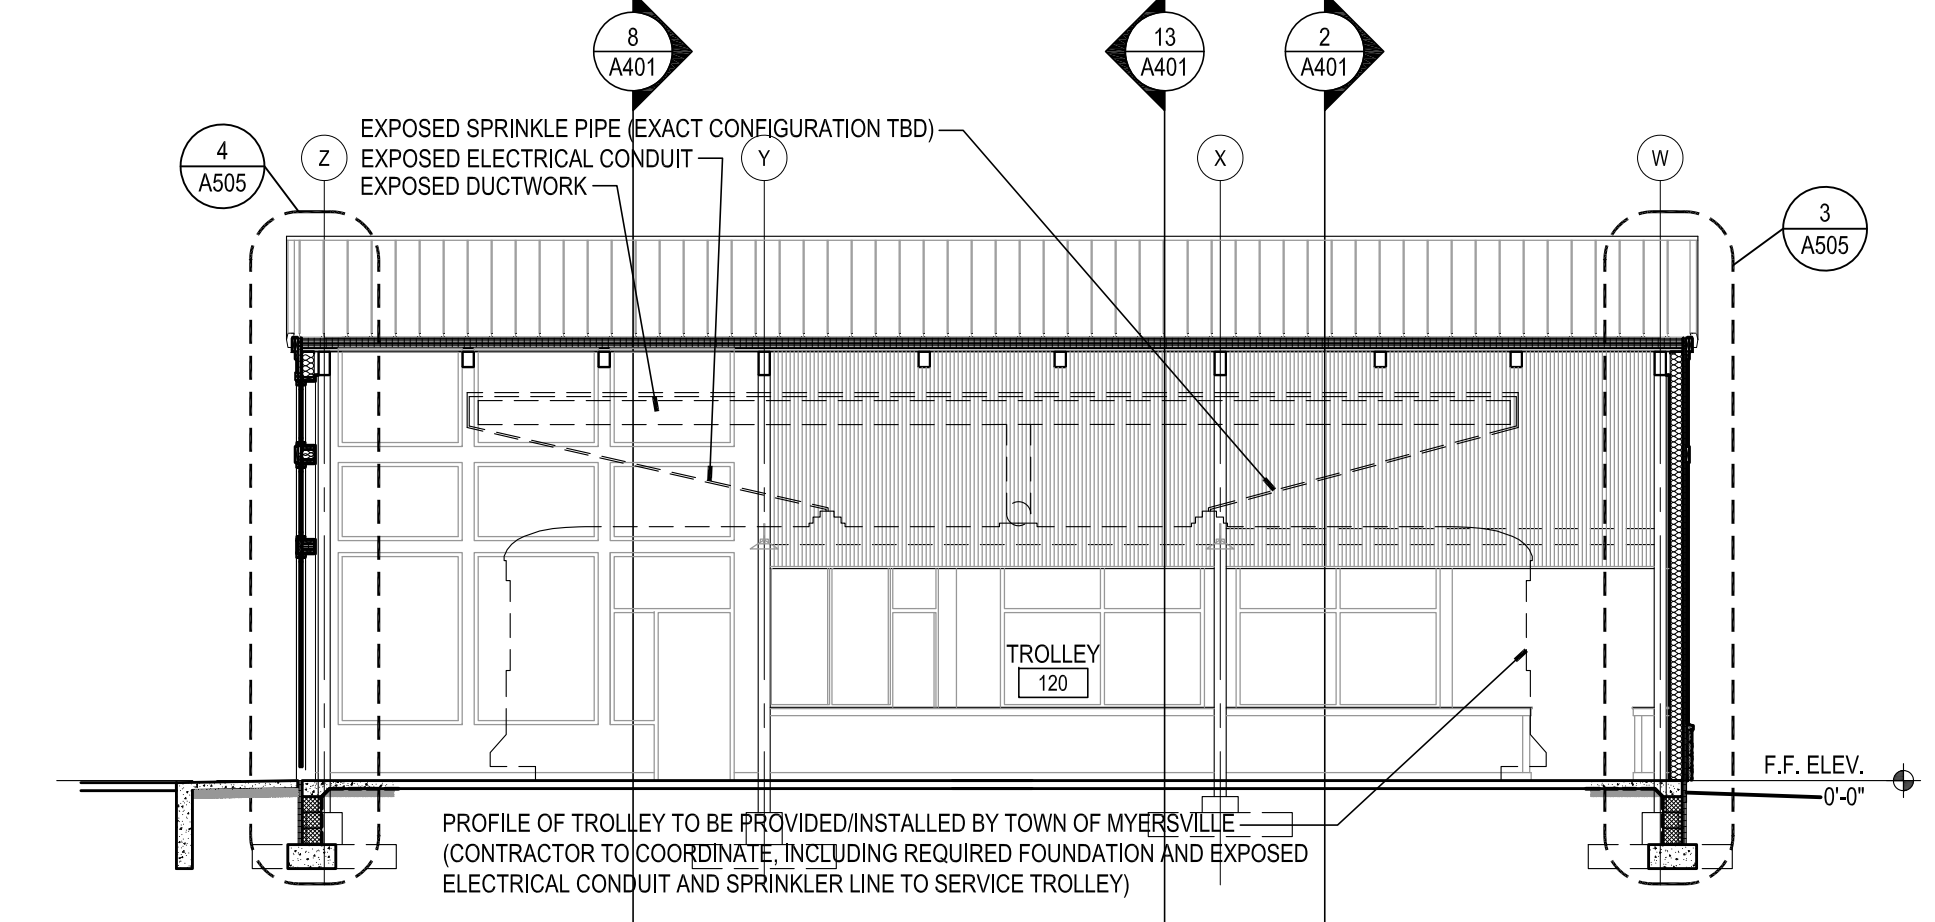 8
A401
13
A401
2
A401
EXPOSED SPRINKLE PIPE (EXACT CONFIGURATION TBD)
4
A505
Z
EXPOSED ELECTRICAL CONDUIT
Y
X
W
EXPOSED DUCTWORK
3
A505
TROLLEY
120
F.F. ELEV.
0'-0"
PROFILE OF TROLLEY TO BE PROVIDED/INSTALLED BY TOWN OF MYERSVILLE
(CONTRACTOR TO COORDINATE, INCLUDING REQUIRED FOUNDATION AND EXPOSED
ELECTRICAL CONDUIT AND SPRINKLER LINE TO SERVICE TROLLEY)